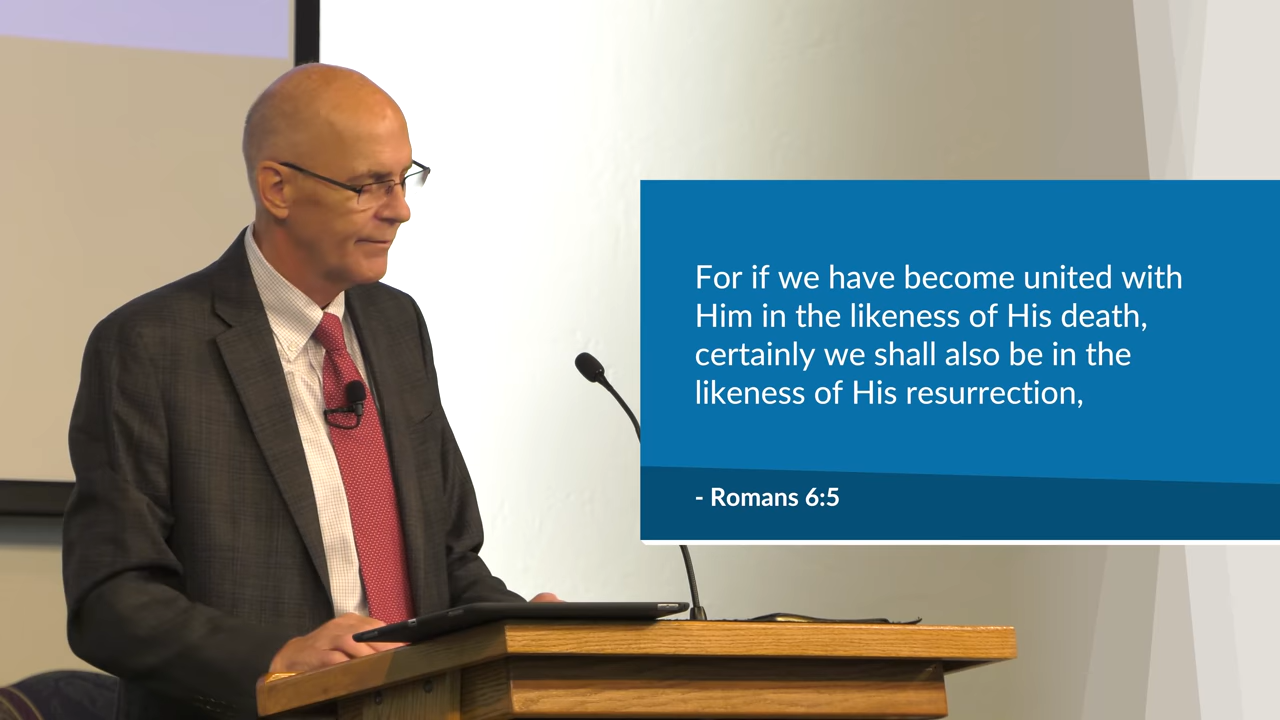 For if we have become united with
Him in the likeness of His death,
certainly we shall also be in the
likeness of His resurrection,
- Romans 6:5